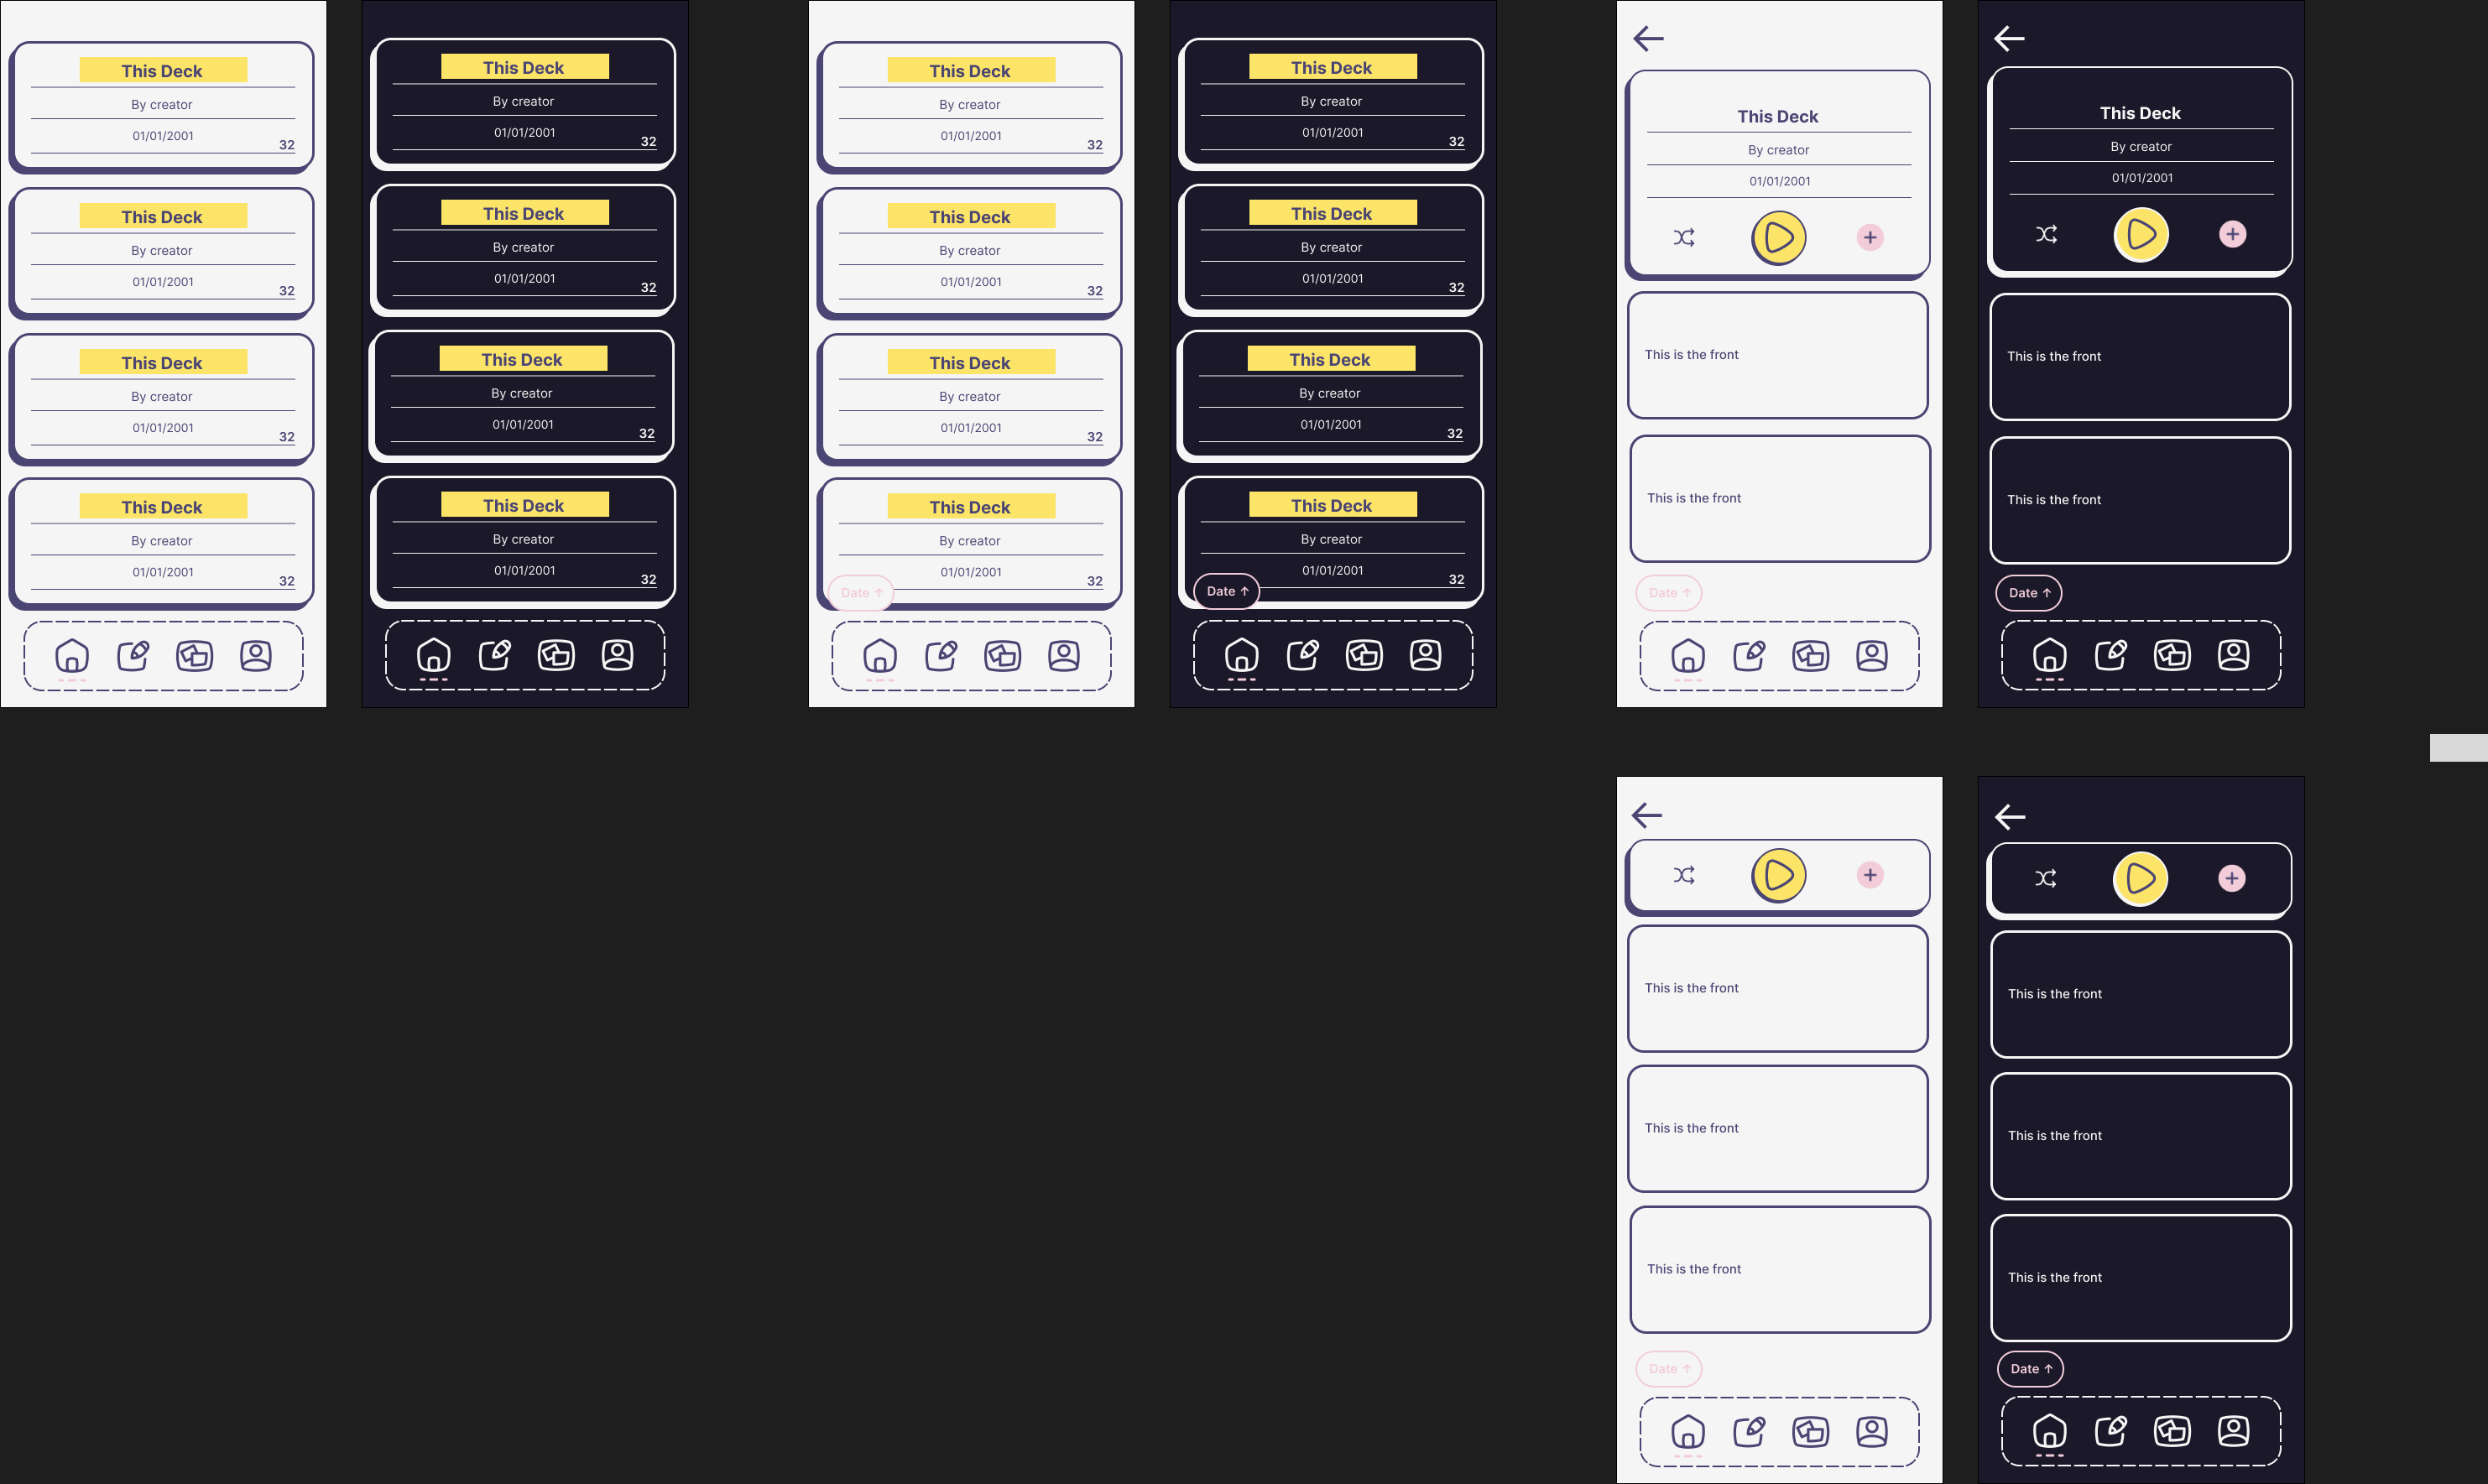 This Deck
By creator
01/01/2001
32
This Deck
By creator
01/01/2001
32
This Deck
By creator
01/01/2001
32
This Deck
By creator
01/01/2001
32
This Deck
By creator
01/01/2001
32
This Deck
By creator
01/01/2001
32
This Deck
By creator
01/01/2001
32
This Deck
By creator
01/01/2001
32
This Deck
By creator
01/01/2001
32
This Deck
By creator
01/01/2001
32
This Deck
By creator
01/01/2001
32
This Deck
By creator
01/01/2001
32
Date ↑
This Deck
By creator
01/01/2001
32
This Deck
By creator
01/01/2001
32
This Deck
By creator
01/01/2001
32
This Deck
By creator
01/01/2001
32
Date ↑
This Deck
By creator
01/01/2001
This is the front
This is the front
Date ↑
This Deck
By creator
01/01/2001
This is the front
This is the front
Date ↑
This is the front
This is the front
This is the front
Date ↑
This is the front
This is the front
This is the front
Date ↑